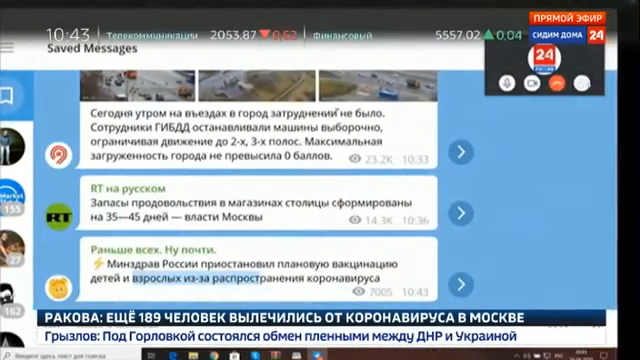 10:43 Телекоммуникации 2053.87 0,62 Финансовый 5557.02 0,04
ПРЯМОЙ ЭФИР
СИДИМ ДОМА 24
Saved Messages
24
РОССИЯ
Сегодня утром на въездах в город затруднений не было.
Сотрудники ГИБДД останавливали машины выборочно,
ограничивая движение до 2-х, 3-х полос. Максимальная
загруженность города не превысила 0 баллов.
23.2K 10:33
RT на русском
RT
Запасы продовольствия в магазинах столицы сформированы
на 35—45 дней — власти Москвы
14.3K 10:36
155
Раньше всех. Ну почти.
Минздрав России приостановил плановую вакцинацию
детей и взрослых из-за распространения коронавируса
7005 10:43
162
РАКОВА: ЕЩЁ 189 ЧЕЛОВЕК ВЫЛЕЧИЛИСЬ ОТ КОРОНАВИРУСА В МОСКВЕ
Грызлов: Под Горловкой состоялся обмен пленными между ДНР и Украиной